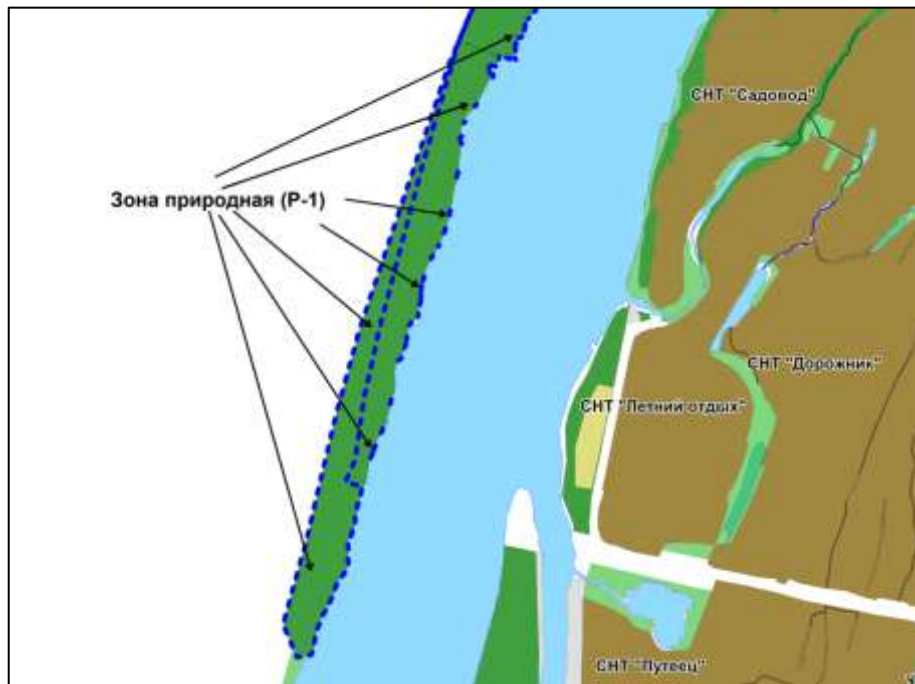 СНТ "Садовод"
Зона природная (Р-1)
СНТ "Дорожник"
СНТ "Летний отдых"
СНТ "Путеец"